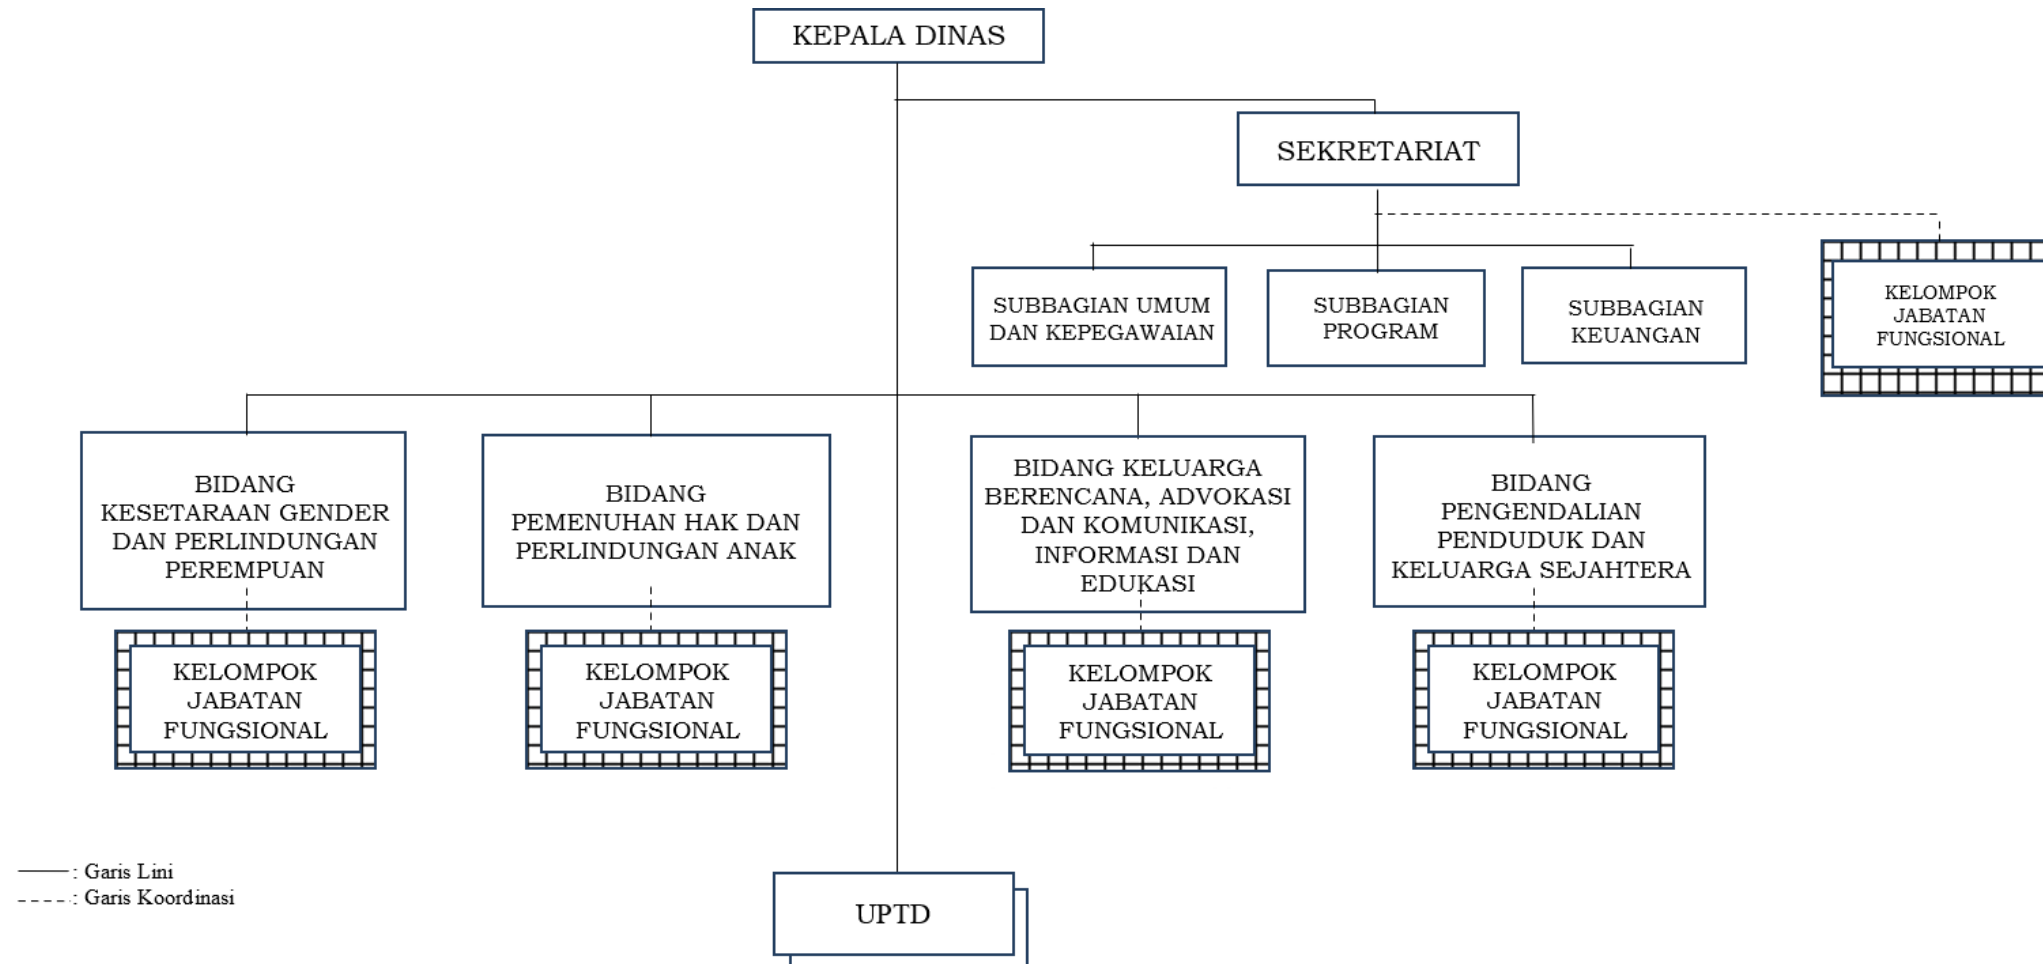 KEPALA DINAS
SEKRETARIAT
SUBBAGIAN UMUM
DAN KEPEGAWAIAN
SUBBAGIAN
PROGRAM
SUBBAGIAN
KEUANGAN
KELOMPOK
JABATAN
FUNGSIONAL
BIDANG
KESETARAAN GENDER
DAN PERLINDUNGAN
PEREMPUAN
BIDANG
PEMENUHAN HAK DAN
PERLINDUNGAN ANAK
BIDANG KELUARGA
BERENCANA, ADVOKASI
DAN KOMUNIKASI,
INFORMASI DAN
EDUKASI
BIDANG
PENGENDALIAN
PENDUDUK DAN
KELUARGA SEJAHTERA
KELOMPOK
JABATAN
FUNGSIONAL
KELOMPOK
JABATAN
FUNGSIONAL
KELOMPOK
JABATAN
FUNGSIONAL
KELOMPOK
JABATAN
FUNGSIONAL
: Garis Lini
: Garis Koordinasi
UPTD